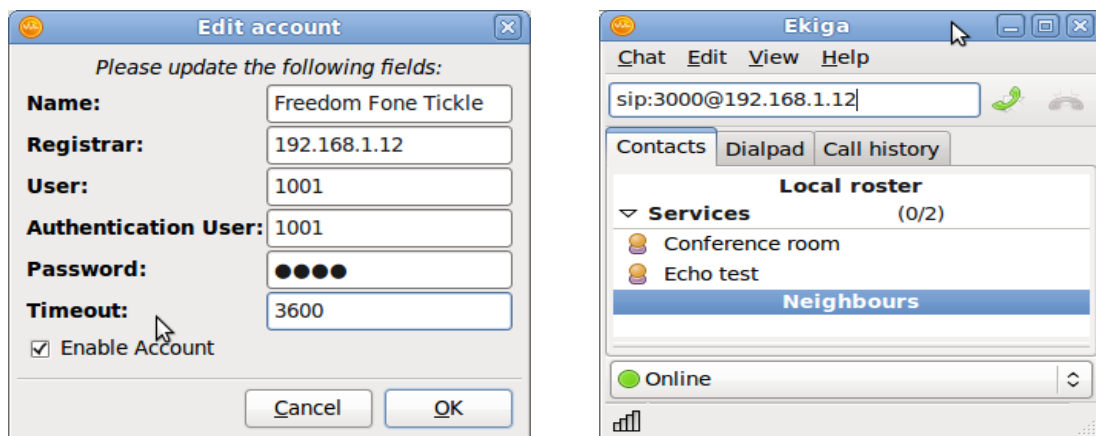 Edit account
Please update the following fields:
Name: Freedom Fone Tickle
Registrar: 192.168.1.12
User: 1001
Authentication User: 1001
Password: ●●●●
Timeout: 3600
Enable Account
Cancel OK
Ekiga
Chat Edit View Help
sip:3000@192.168.1.12
Contacts Dialpad Call history
Local roster
Services (0/2)
Conference room
Echo test
Neighbours
Online